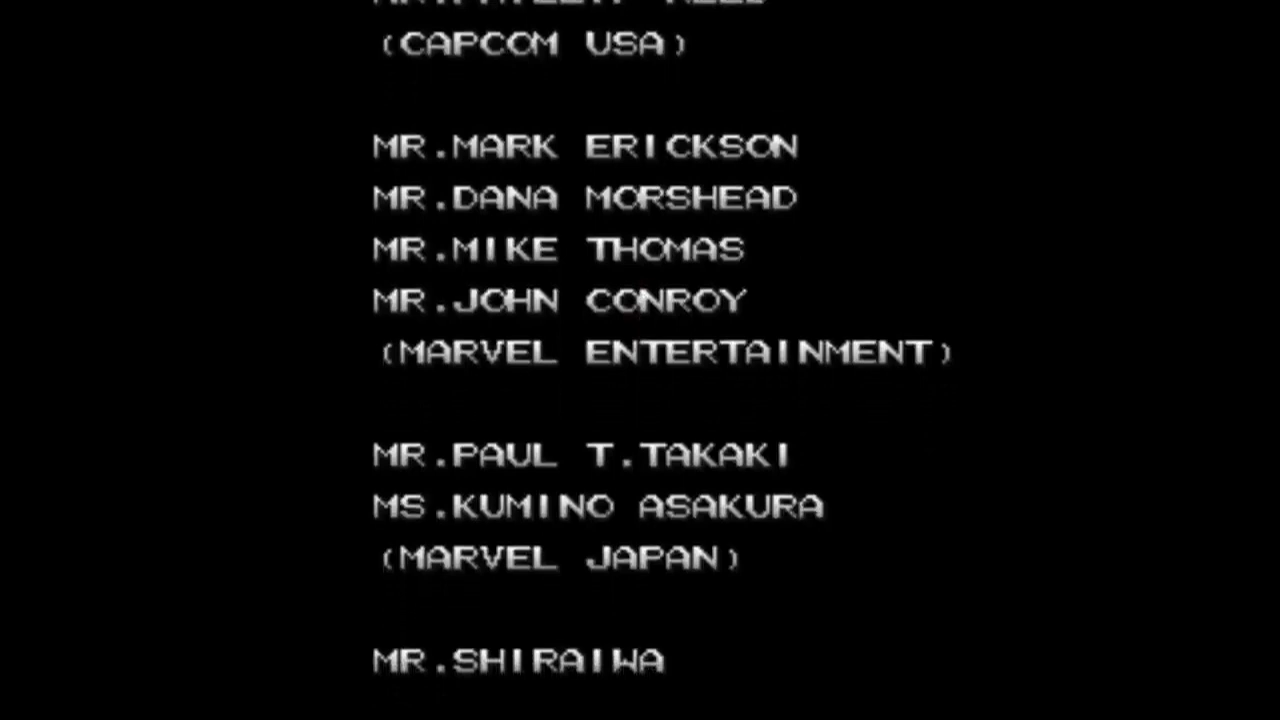 (CAPCOM USA)
MR.MARK ERICKSON
MR.DANA MORSHEAD
MR.MIKE THOMAS
MR.JOHN CONROY
(MARVEL ENTERTAINMENT)
MR.PAUL T.TAKAKI
MS.KUMINO ASAKURA
(MARVEL JAPAN)
MR.SHIRAIWA